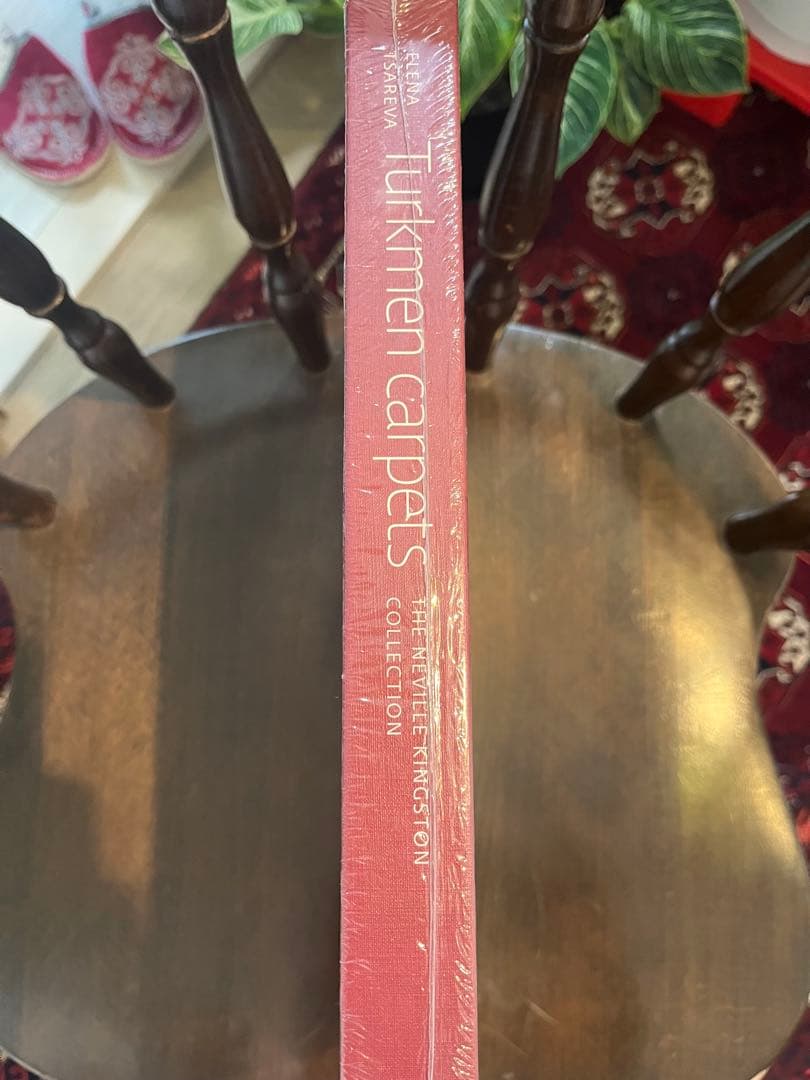 ELENA
TSAREVA
Turkmen carpets
THE NEVILLE KINGSTON
COLLECTION